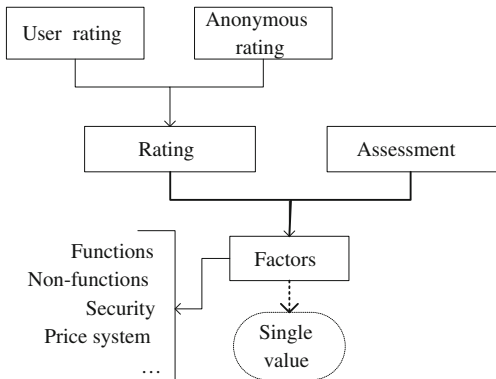 User rating
Anonymous
rating
Rating
Assessment
Functions
Non-functions
Security
Price system
…
Factors
Single
value